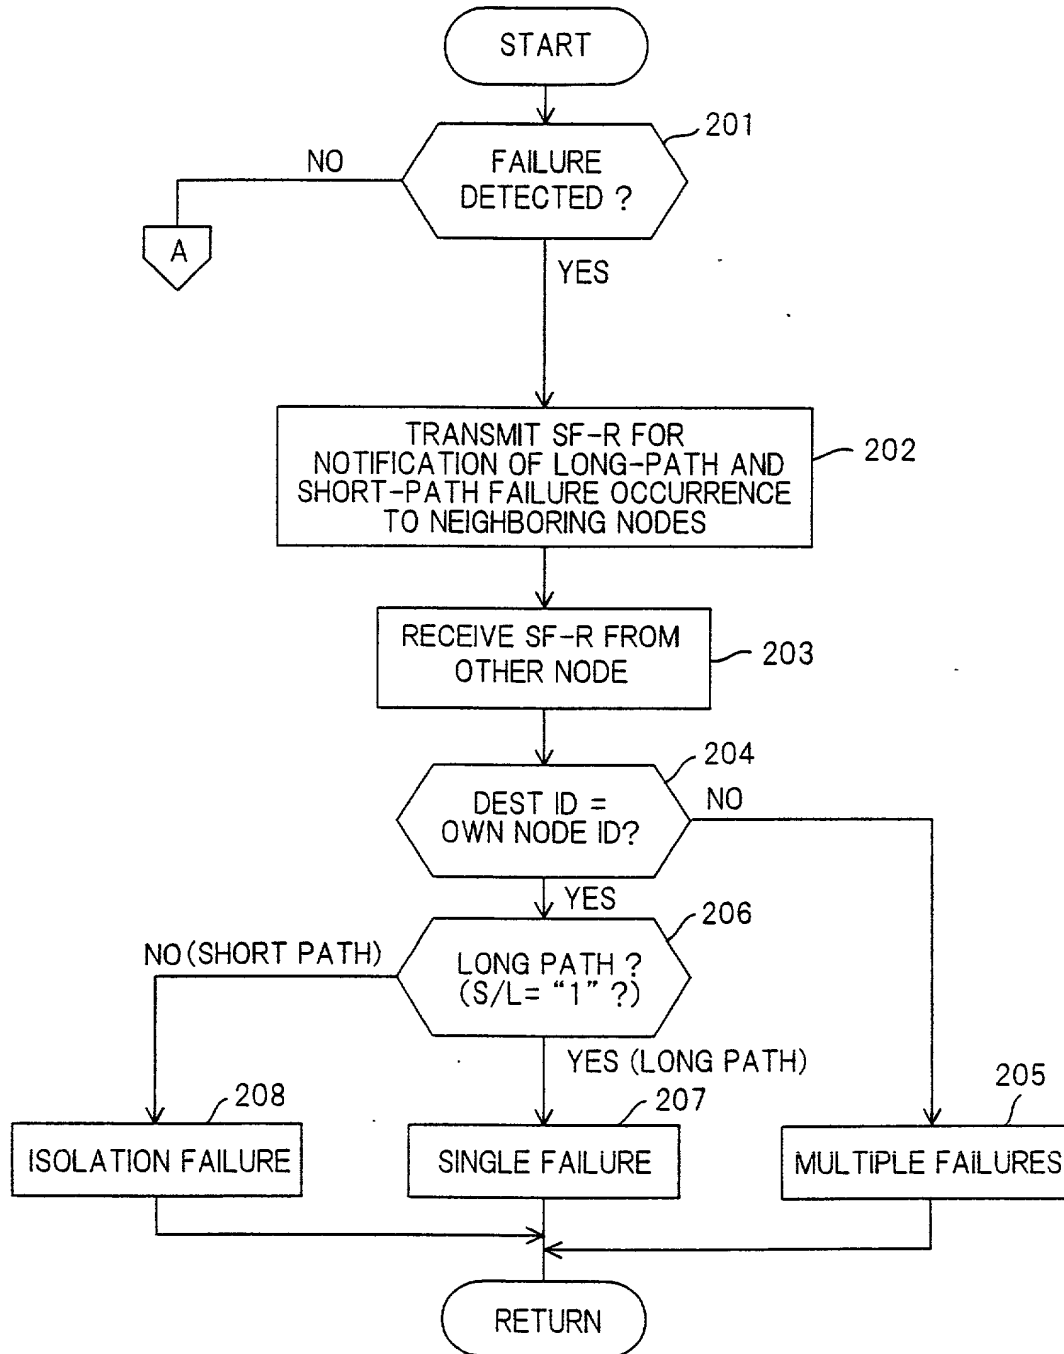 START
201
FAILURE
DETECTED ?
NO
A
YES
TRANSMIT SF-R FOR
NOTIFICATION OF LONG-PATH AND
SHORT-PATH FAILURE OCCURRENCE
TO NEIGHBORING NODES
202
RECEIVE SF-R FROM
OTHER NODE
203
204
DEST ID =
OWN NODE ID?
NO
YES
206
NO (SHORT PATH)
LONG PATH ?
(S/L= “1” ?)
YES (LONG PATH)
208
207
205
ISOLATION FAILURE
SINGLE FAILURE
MULTIPLE FAILURES
RETURN